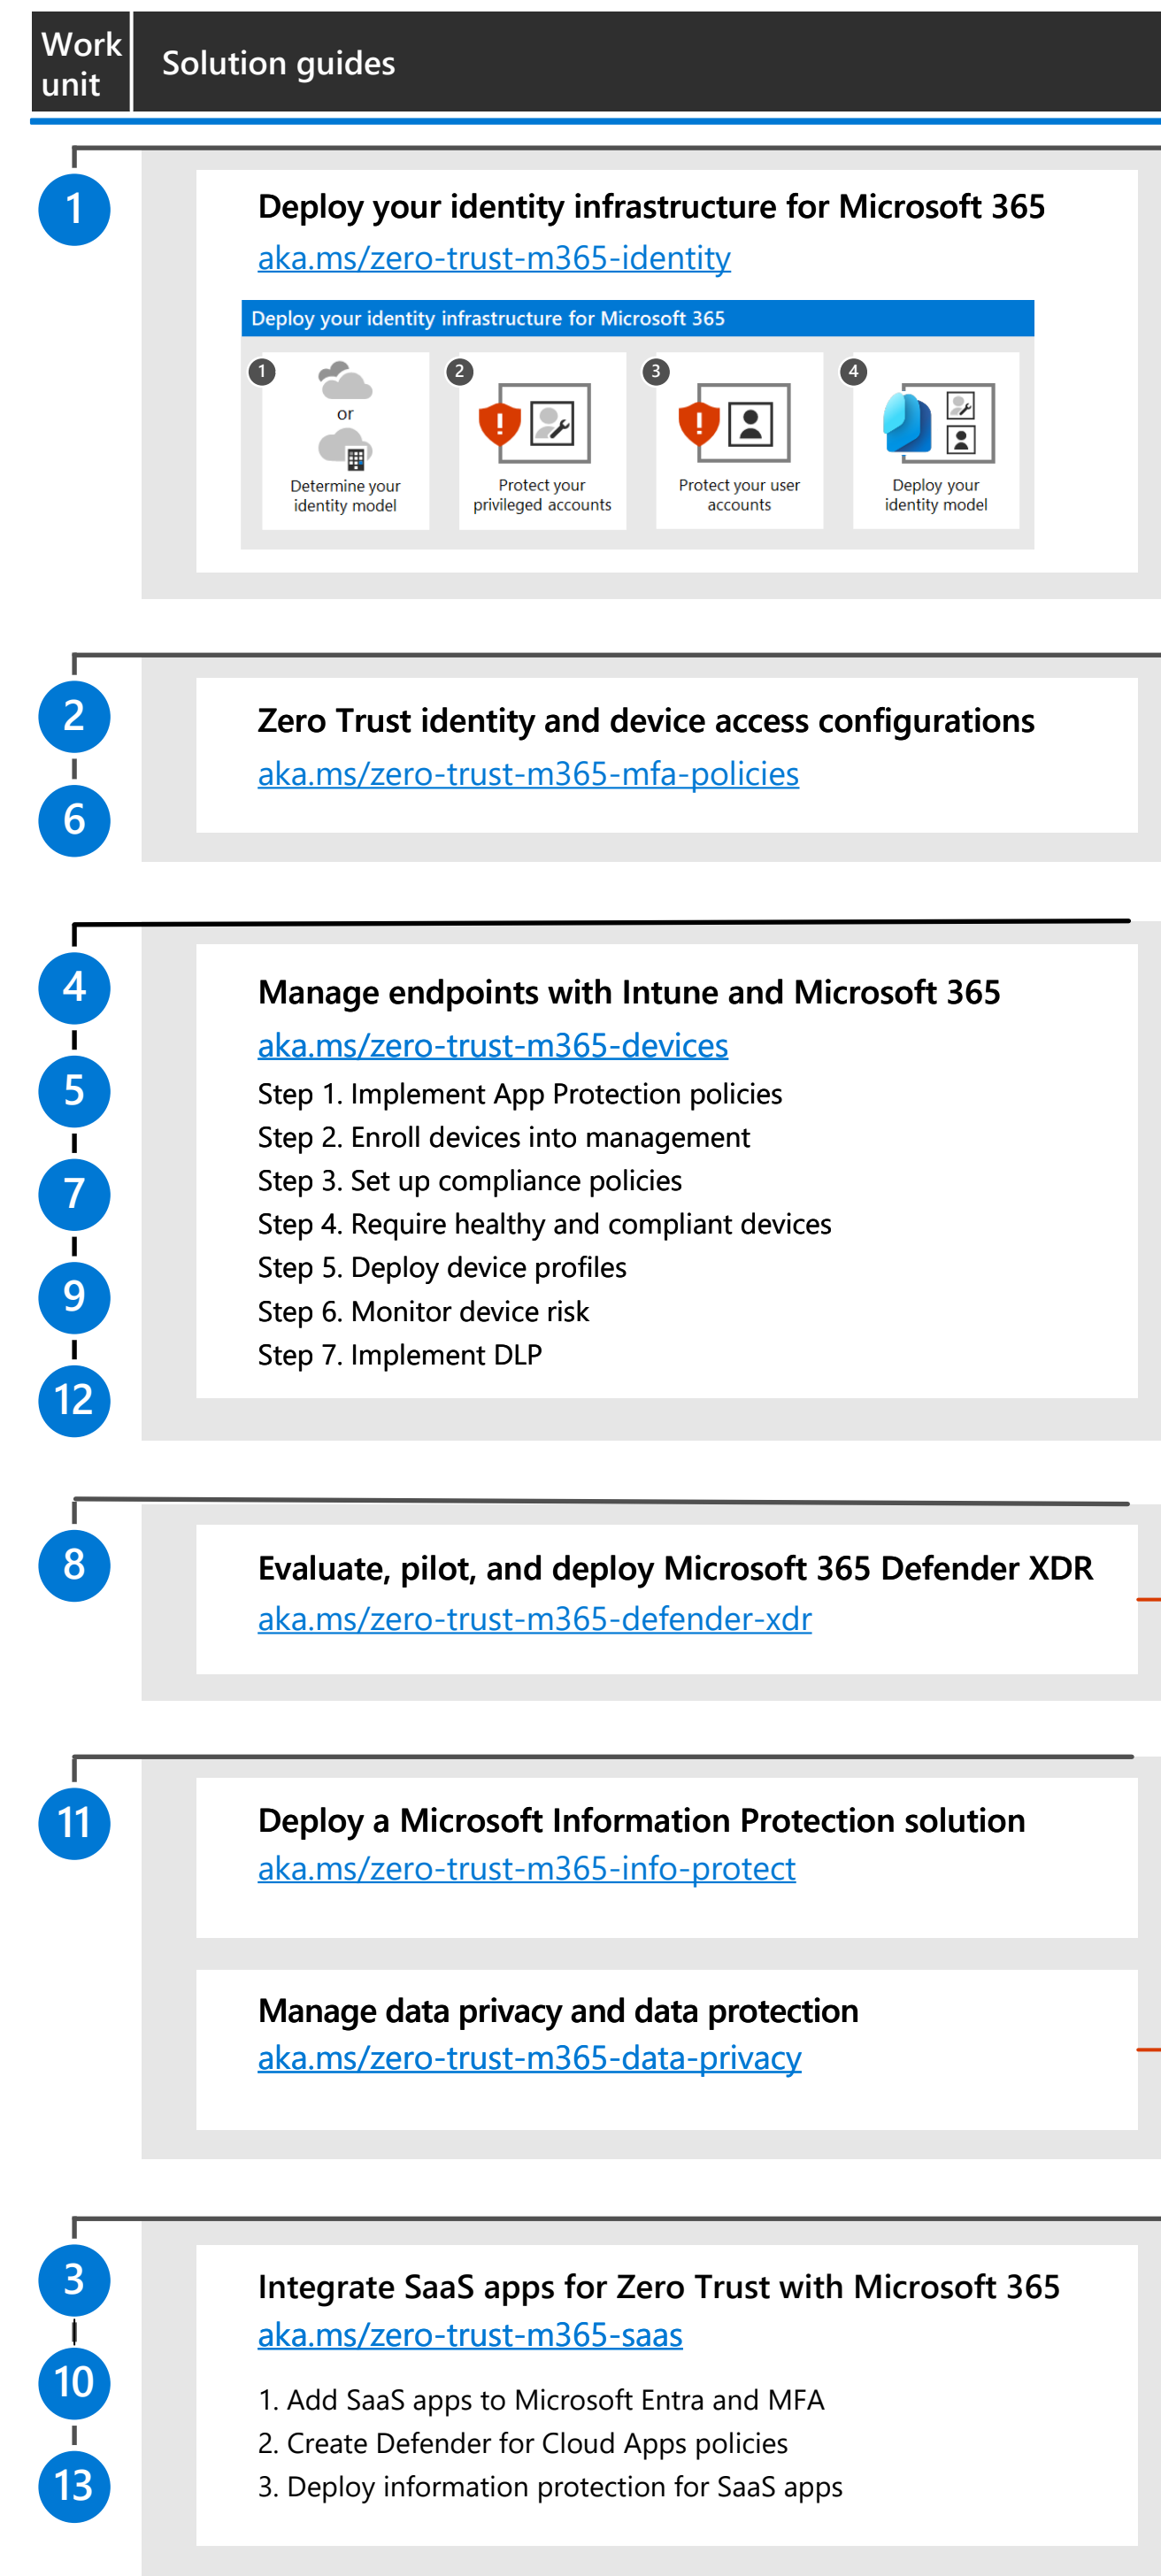 Work
unit
Solution guides
1
Deploy your identity infrastructure for Microsoft 365
aka.ms/zero-trust-m365-identity
Deploy your identity infrastructure for Microsoft 365
1
or
Determine your
identity model
2
Protect your
privileged accounts
3
Protect your user
accounts
4
Deploy your
identity model
2
6
Zero Trust identity and device access configurations
aka.ms/zero-trust-m365-mfa-policies
4
5
7
9
12
Manage endpoints with Intune and Microsoft 365
aka.ms/zero-trust-m365-devices
Step 1. Implement App Protection policies
Step 2. Enroll devices into management
Step 3. Set up compliance policies
Step 4. Require healthy and compliant devices
Step 5. Deploy device profiles
Step 6. Monitor device risk
Step 7. Implement DLP
8
Evaluate, pilot, and deploy Microsoft 365 Defender XDR
aka.ms/zero-trust-m365-defender-xdr
11
Deploy a Microsoft Information Protection solution
aka.ms/zero-trust-m365-info-protect
Manage data privacy and data protection
aka.ms/zero-trust-m365-data-privacy
3
10
13
Integrate SaaS apps for Zero Trust with Microsoft 365
aka.ms/zero-trust-m365-saas
1. Add SaaS apps to Microsoft Entra and MFA
2. Create Defender for Cloud Apps policies
3. Deploy information protection for SaaS apps